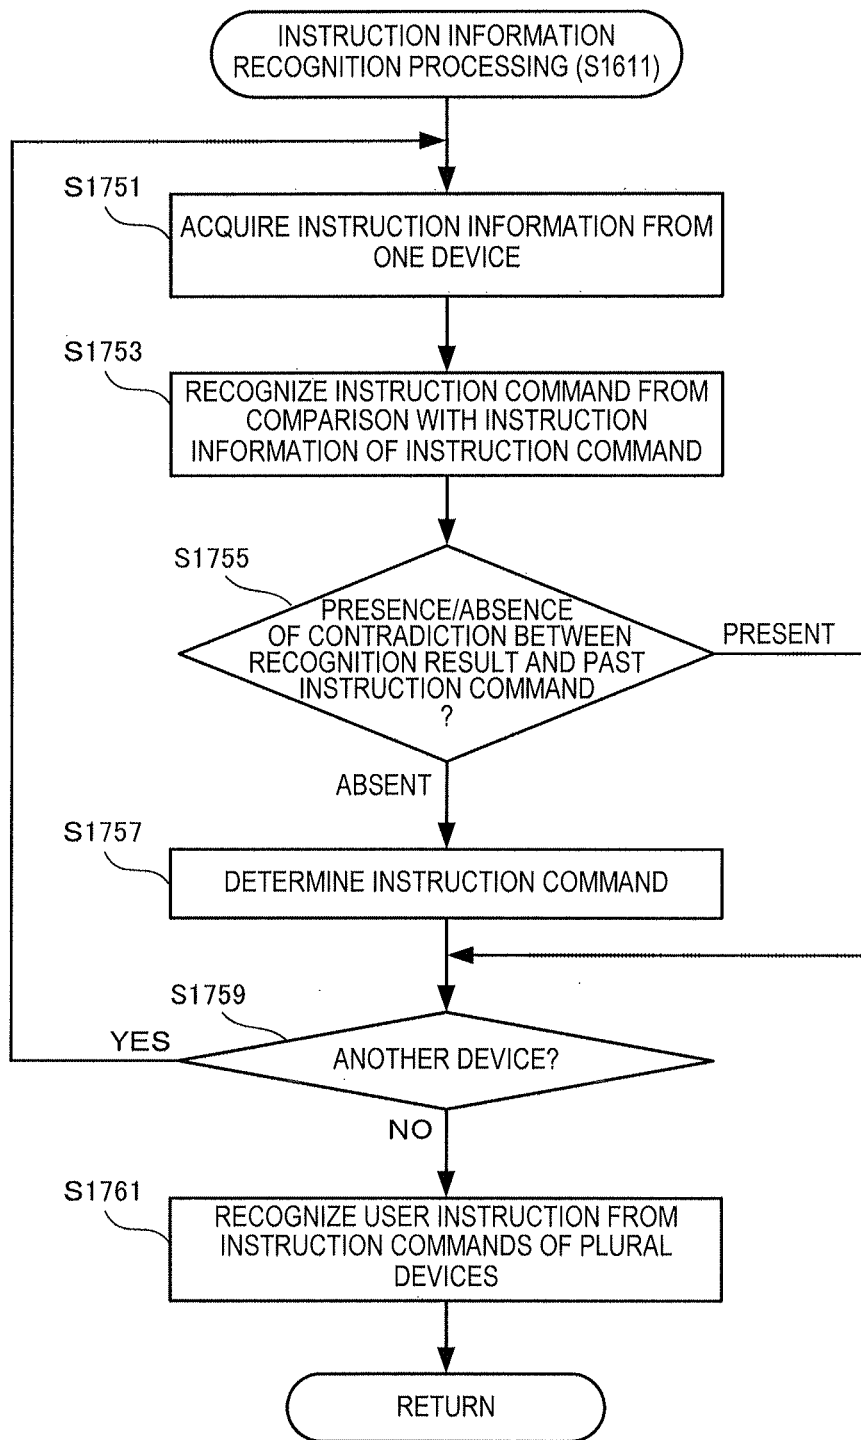 INSTRUCTION INFORMATION
RECOGNITION PROCESSING (S1611)
S1751
ACQUIRE INSTRUCTION INFORMATION FROM
ONE DEVICE
S1753
RECOGNIZE INSTRUCTION COMMAND FROM
COMPARISON WITH INSTRUCTION
INFORMATION OF INSTRUCTION COMMAND
S1755
PRESENCE/ABSENCE
OF CONTRADICTION BETWEEN
RECOGNITION RESULT AND PAST
INSTRUCTION COMMAND
?
PRESENT
ABSENT
S1757
DETERMINE INSTRUCTION COMMAND
S1759
YES
ANOTHER DEVICE?
NO
S1761
RECOGNIZE USER INSTRUCTION FROM
INSTRUCTION COMMANDS OF PLURAL
DEVICES
RETURN